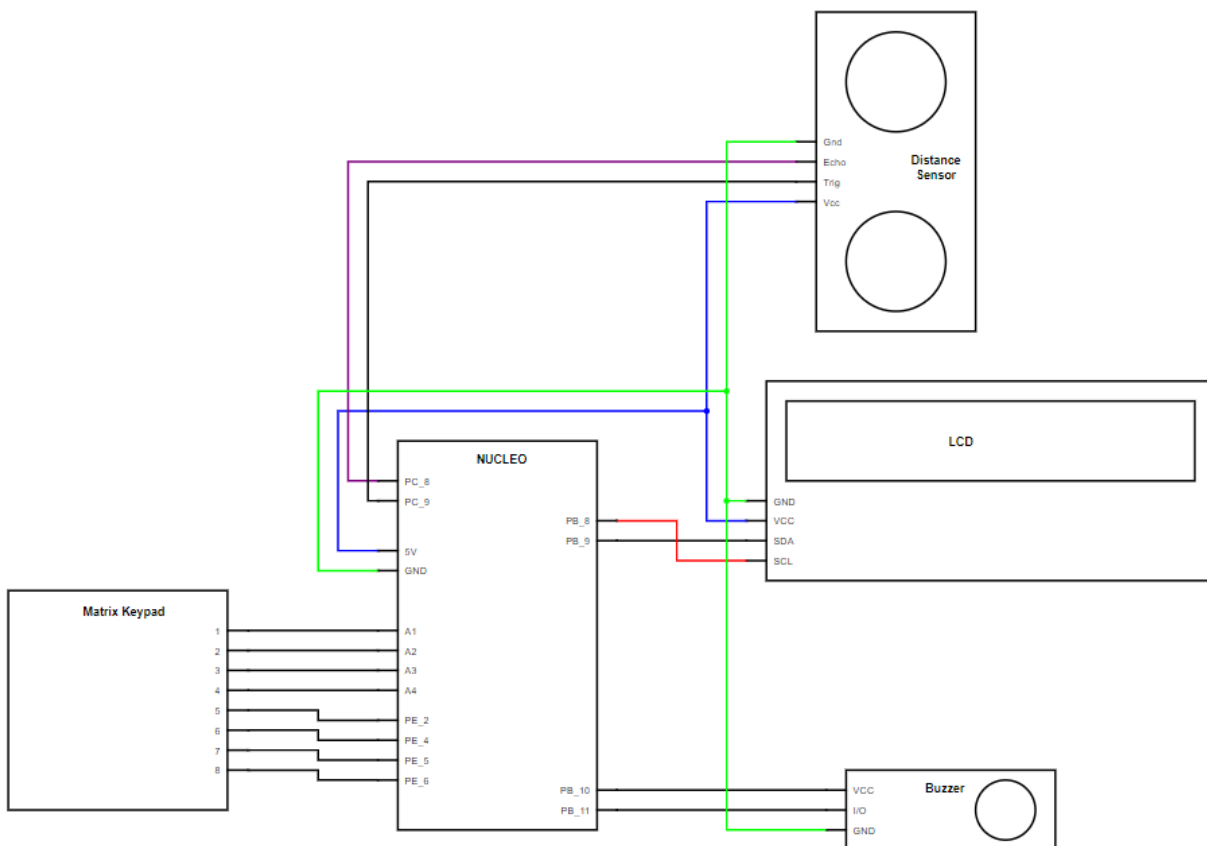 Gnd
Echo
Trig
Vcc
Distance
Sensor
LCD
GND
VCC
SDA
SCL
NUCLEO
PC_8
PC_9
5V
GND
A1
A2
A3
A4
PE_2
PE_4
PE_5
PE_6
PB_8
PB_9
PB_10
PB_11
Matrix Keypad
1
2
3
4
5
6
7
8
Buzzer
VCC
I/O
GND